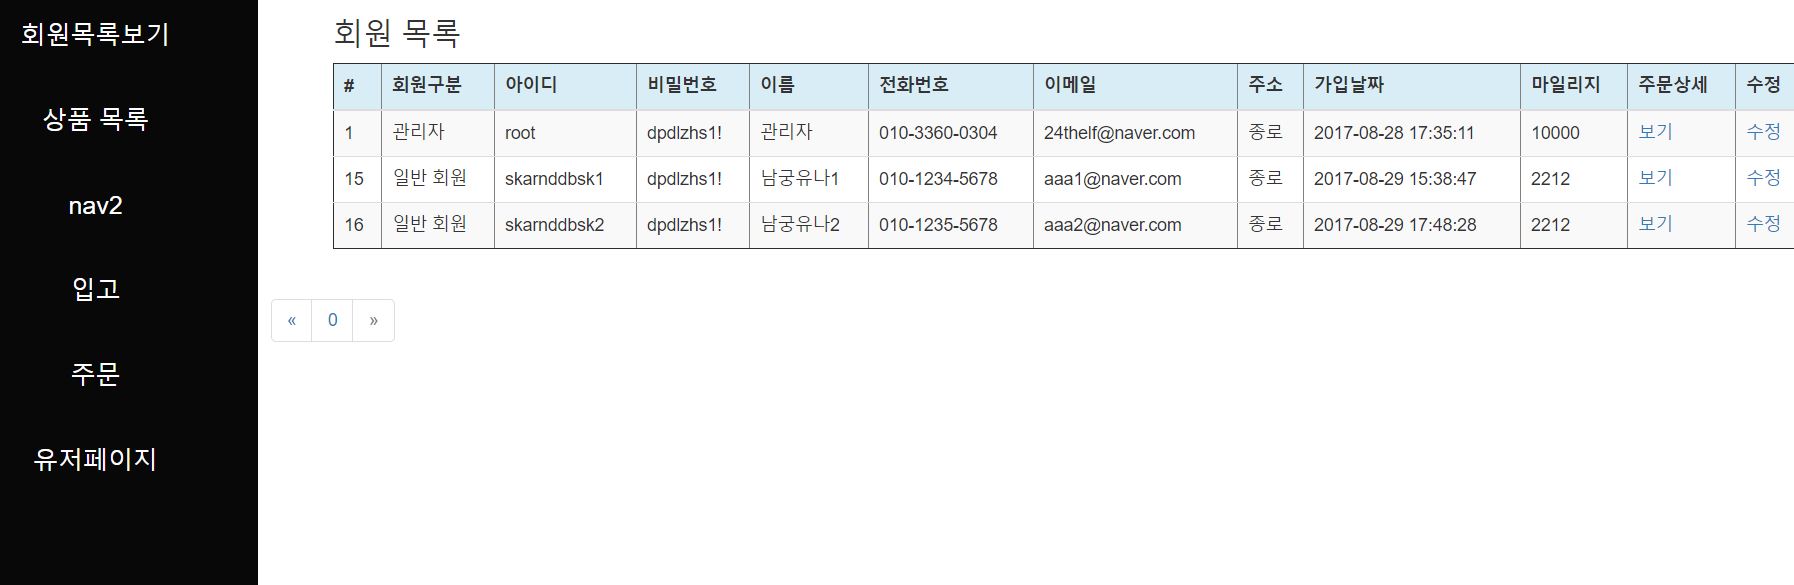 회원목록보기
상품 목록
nav2
입고
주문
유저페이지
회원 목록
# 회원구분 아이디 비밀번호 이름 전화번호 이메일 주소 가입날짜 마일리지 주문상세 수정
1 관리자 root dpdlzhs1! 관리자 010-3360-0304 24thelf@naver.com 종로 2017-08-28 17:35:11 10000 보기 수정
15 일반 회원 skarnddbsk1 dpdlzhs1! 남궁유나1 010-1234-5678 aaa1@naver.com 종로 2017-08-29 15:38:47 2212 보기 수정
16 일반 회원 skarnddbsk2 dpdlzhs1! 남궁유나2 010-1235-5678 aaa2@naver.com 종로 2017-08-29 17:48:28 2212 보기 수정
« 0 »